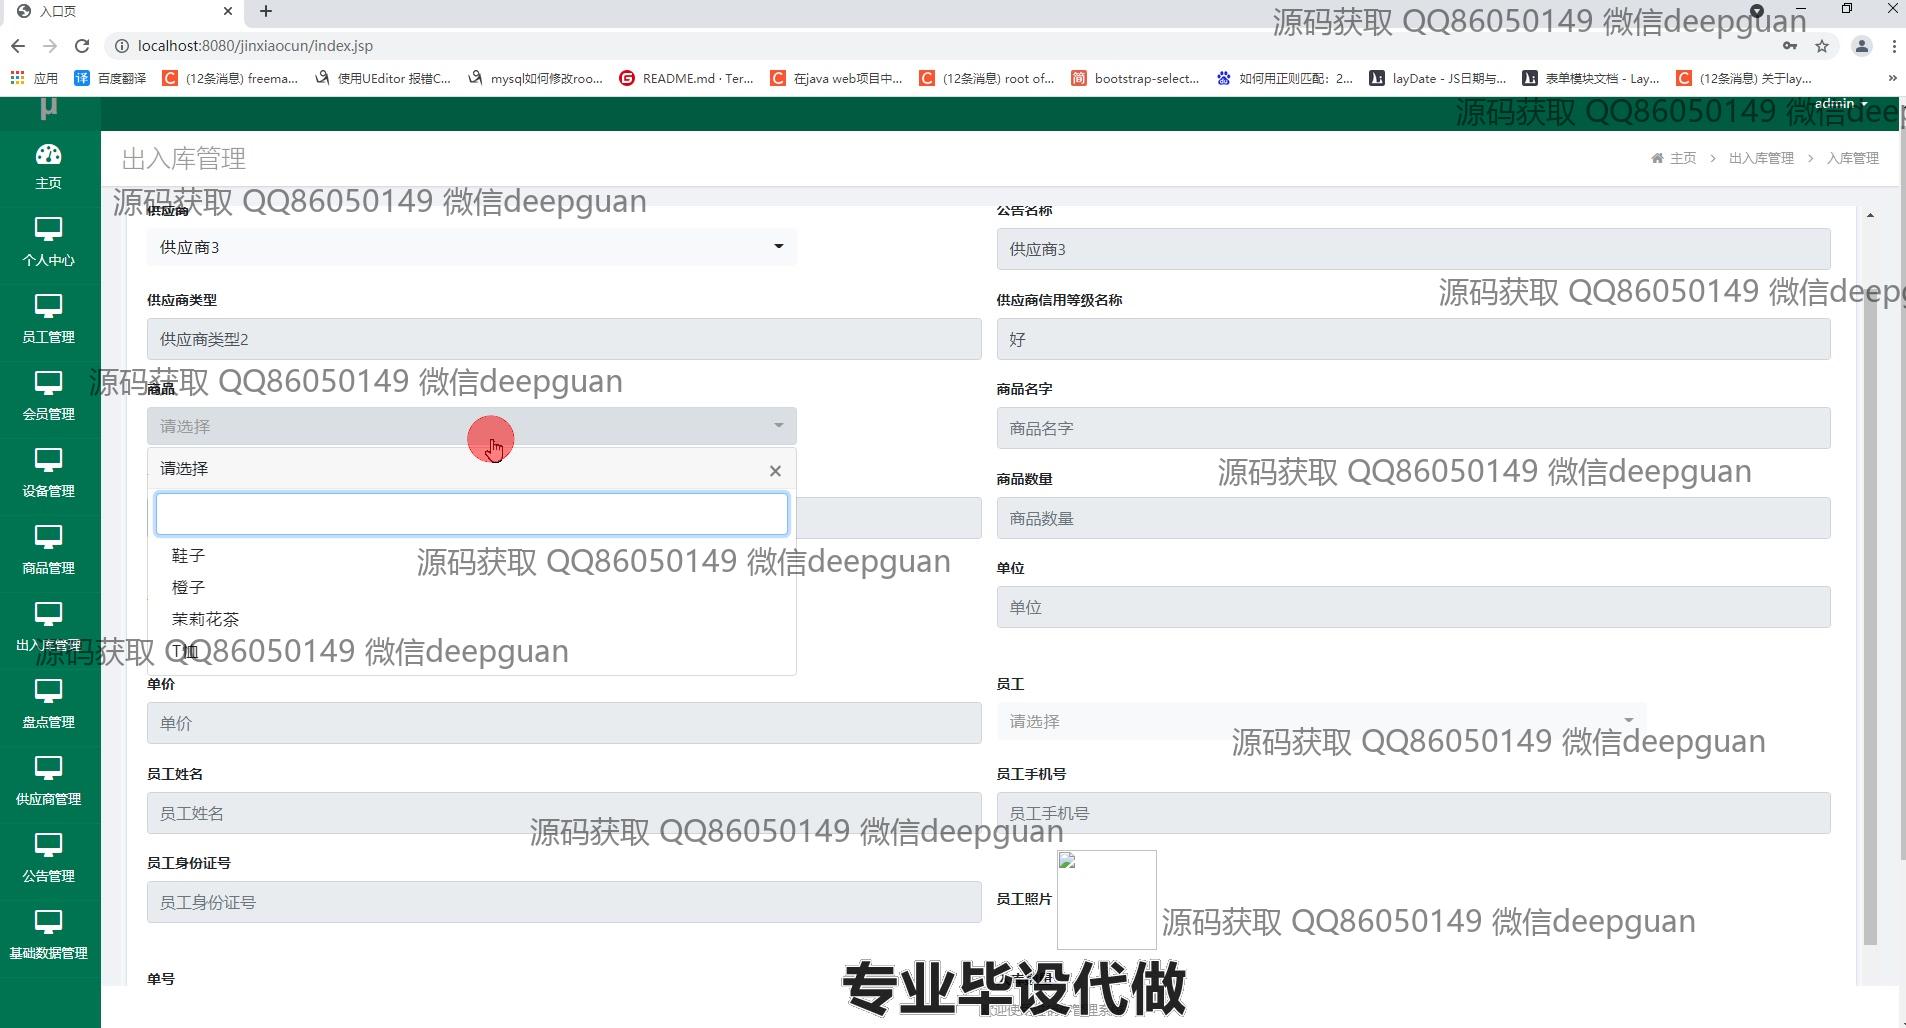 入口页
源码获取 QQ86050149 微信deepguan
localhost:8080/jinxiaocun/index.jsp
应用 百度翻译 (12条消息) freema... 使用UEditor 报错C... mysql如何修改roo... README.md · Ter... 在java web项目中... (12条消息) root of... bootstrap-select... 如何用正则匹配：2... layDate - JS日期与... 表单模块文档 - Lay... (12条消息) 关于lay... »
μ
admin
源码获取 QQ86050149 微信deep
出入库管理
主页 > 出入库管理 > 入库管理
主页
源码获取 QQ86050149 微信deepguan
供应商
公告名称
供应商3
供应商3
个人中心
源码获取 QQ86050149 微信deepg
供应商类型
供应商信用等级名称
供应商类型2
好
员工管理
源码获取 QQ86050149 微信deepguan
商品
商品名字
请选择
商品名字
会员管理
请选择 ×
源码获取 QQ86050149 微信deepguan
商品数量
商品数量
设备管理
鞋子
源码获取 QQ86050149 微信deepguan
单位
橙子
单位
茉莉花茶
T恤
商品管理
源码获取 QQ86050149 微信deepguan
出入库管理
单价
员工
单价
请选择
盘点管理
源码获取 QQ86050149 微信deepguan
员工姓名
员工手机号
员工姓名
员工手机号
供应商管理
源码获取 QQ86050149 微信deepguan
员工身份证号
员工照片
员工身份证号
公告管理
源码获取 QQ86050149 微信deepguan
基础数据管理
单号
专业毕设代做